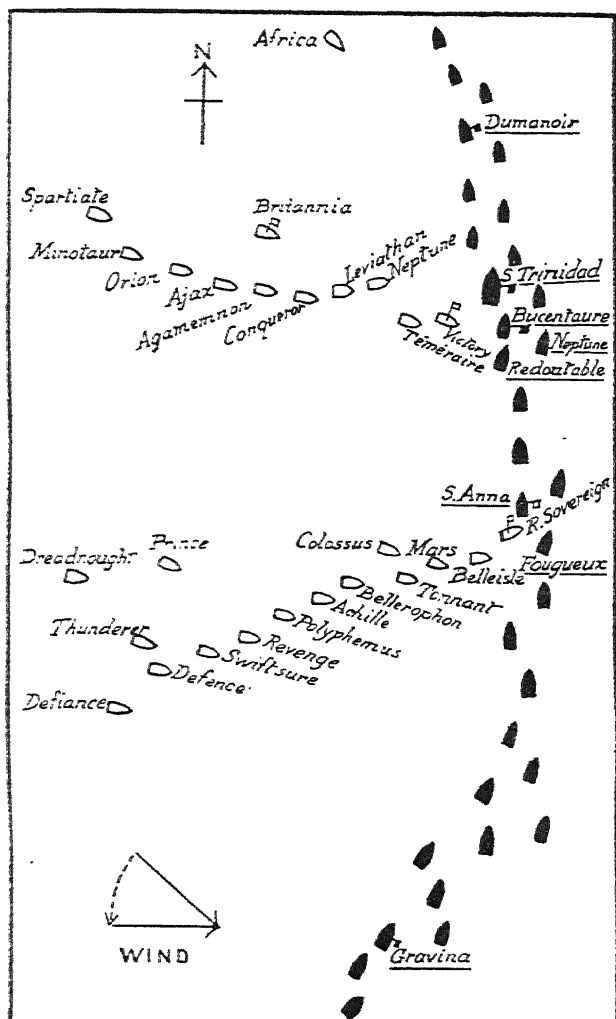 Africa
N
Dumanoir
Spartiate
Britannia
Minotaur
Orion
Leviathan
Neptune
Ajax
S. Trinidad
Agamemnon
Conqueror
Bucentaure
Victory
Neptune
Téméraire
Redoutable
S. Anna
R. Sovereign
Colossus
Mars
Prince
Dreadnought
Belleisle
Fougueux
Tonnant
Bellerophon
Achille
Polyphemus
Thunderer
Revenge
Swiftsure
Defence
Defiance
WIND
Gravina